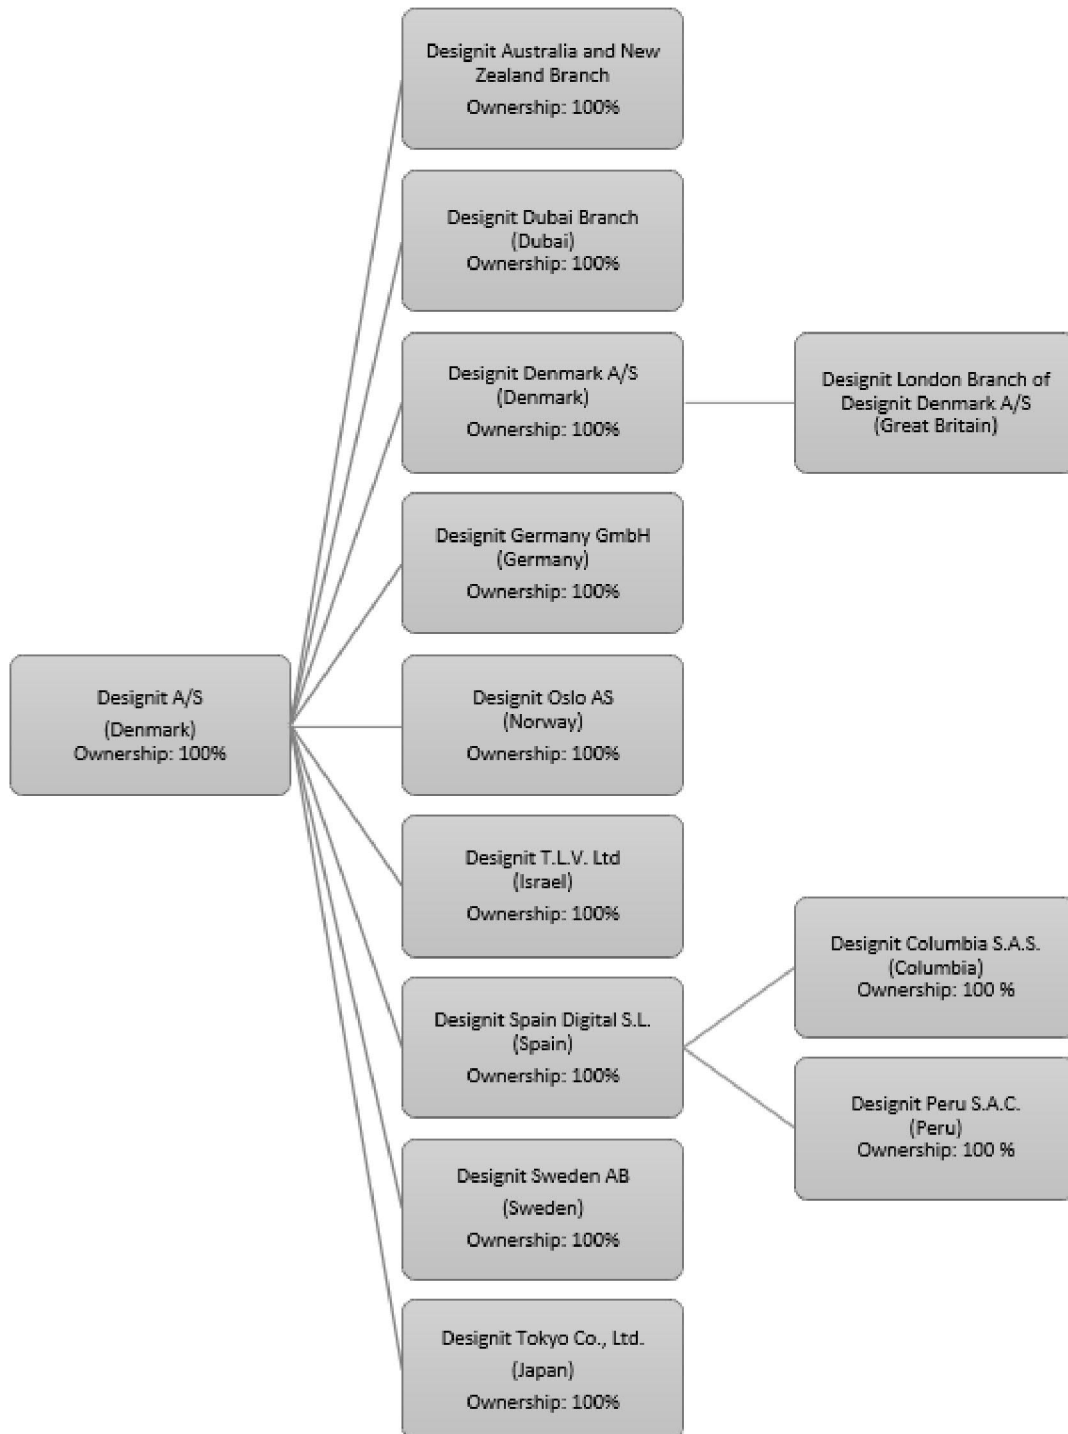 Designit Australia and New
Zealand Branch
Ownership: 100%
Designit Dubai Branch
(Dubai)
Ownership: 100%
Designit Denmark A/S
(Denmark)
Ownership: 100%
Designit London Branch of
Designit Denmark A/S
(Great Britain)
Designit Germany GmbH
(Germany)
Ownership: 100%
Designit A/S
(Denmark)
Ownership: 100%
Designit Oslo AS
(Norway)
Ownership: 100%
Designit T.L.V. Ltd
(Israel)
Ownership: 100%
Designit Spain Digital S.L.
(Spain)
Ownership: 100%
Designit Columbia S.A.S.
(Columbia)
Ownership: 100 %
Designit Peru S.A.C.
(Peru)
Ownership: 100 %
Designit Sweden AB
(Sweden)
Ownership: 100%
Designit Tokyo Co., Ltd.
(Japan)
Ownership: 100%